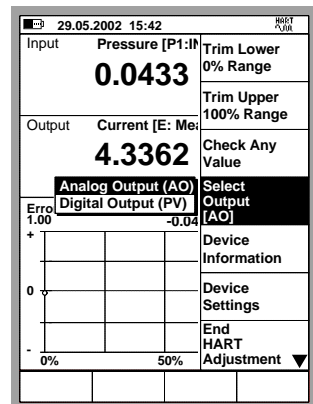 29.05.2002 15:42
HART
Input
Pressure [P1:IN
0.0433
Output
Current [E: Mea
4.3362
Analog Output (AO)
Digital Output (PV)
Erro
1.00
-0.04
+
0
-
0%
50%
Trim Lower
0% Range
Trim Upper
100% Range
Check Any
Value
Select
Output
[AO]
Device
Information
Device
Settings
End
HART
Adjustment